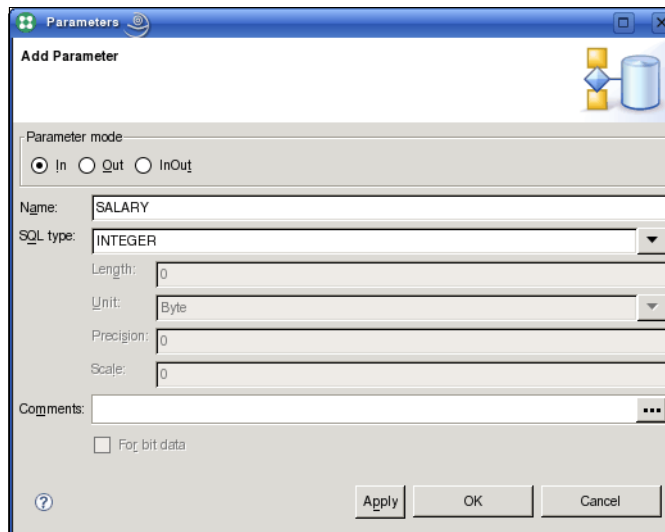 Parameters
Add Parameter
Parameter mode
In Out InOut
Name: SALARY
SQL type: INTEGER
Length: 0
Unit: Byte
Precision: 0
Scale: 0
Comments: ...
For bit data
? Apply OK Cancel